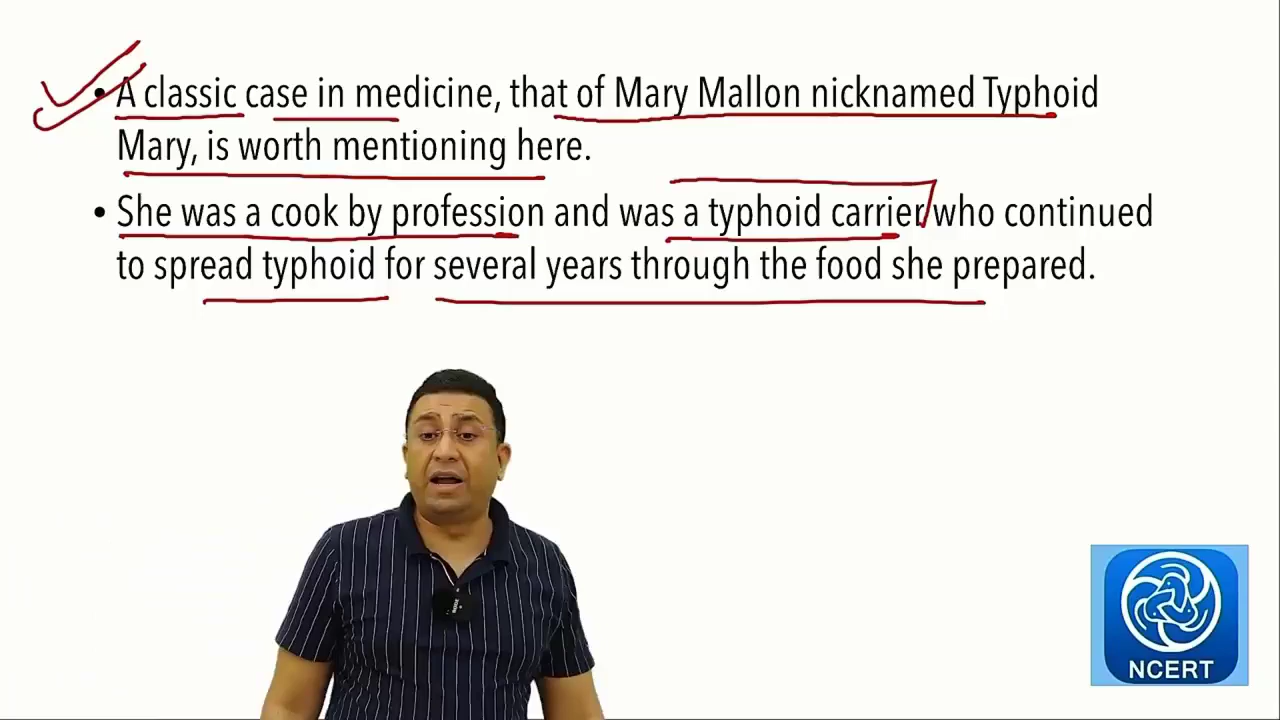 • A classic case in medicine, that of Mary Mallon nicknamed Typhoid
Mary, is worth mentioning here.
• She was a cook by profession and was a typhoid carrier who continued
to spread typhoid for several years through the food she prepared.
NCERT